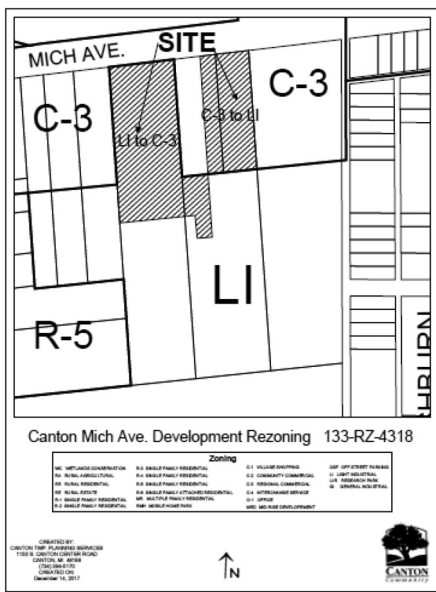 MICH AVE.
SITE
C-3
C-3
LI to C-3
C-3 to LI
LI
R-5
HBURN
Canton Mich Ave. Development Rezoning 133-RZ-4318
Zoning
WC WETLANDS CONSERVATION
RA RURAL AGRICULTURAL
RR RURAL RESIDENTIAL
RE RURAL ESTATE
R-1 SINGLE FAMILY RESIDENTIAL
R-2 SINGLE FAMILY RESIDENTIAL
R-3 SINGLE FAMILY RESIDENTIAL
R-4 SINGLE FAMILY RESIDENTIAL
R-5 SINGLE FAMILY RESIDENTIAL
R-6 SINGLE FAMILY ATTACHED RESIDENTIAL
MR MULTIPLE FAMILY RESIDENTIAL
RMH MOBILE HOME PARK
C-1 VILLAGE SHOPPING
C-2 COMMUNITY COMMERCIAL
C-3 REGIONAL COMMERCIAL
C-4 INTERCHANGE SERVICE
O-1 OFFICE
MRD MID RISE DEVELOPMENT
OSP OFF STREET PARKING
LI LIGHT INDUSTRIAL
LIR RESEARCH PARK
GI GENERAL INDUSTRIAL
CREATED BY:
CANTON TWP. PLANNING SERVICES
1150 S. CANTON CENTER ROAD
CANTON, MI 48188
(734) 394-5170
CREATED ON:
December 14, 2017
N
CANTON
Community